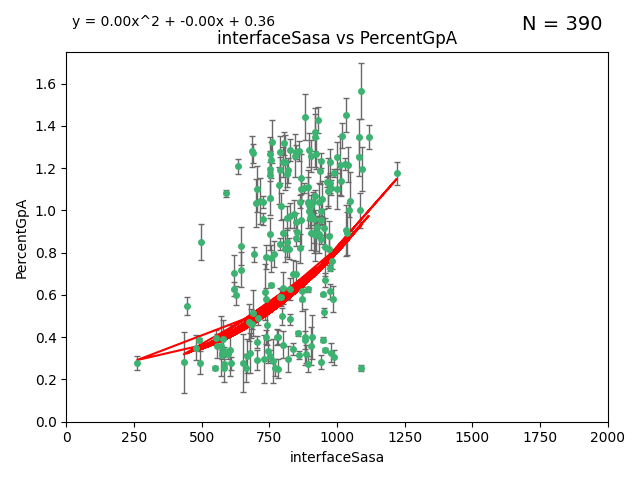 y = 0.00x^2 + -0.00x + 0.36
N = 390
interfaceSasa vs PercentGpA
PercentGpA
1.6
1.4
1.2
1.0
0.8
0.6
0.4
0.2
0.0
0 250 500 750 1000 1250 1500 1750 2000
interfaceSasa